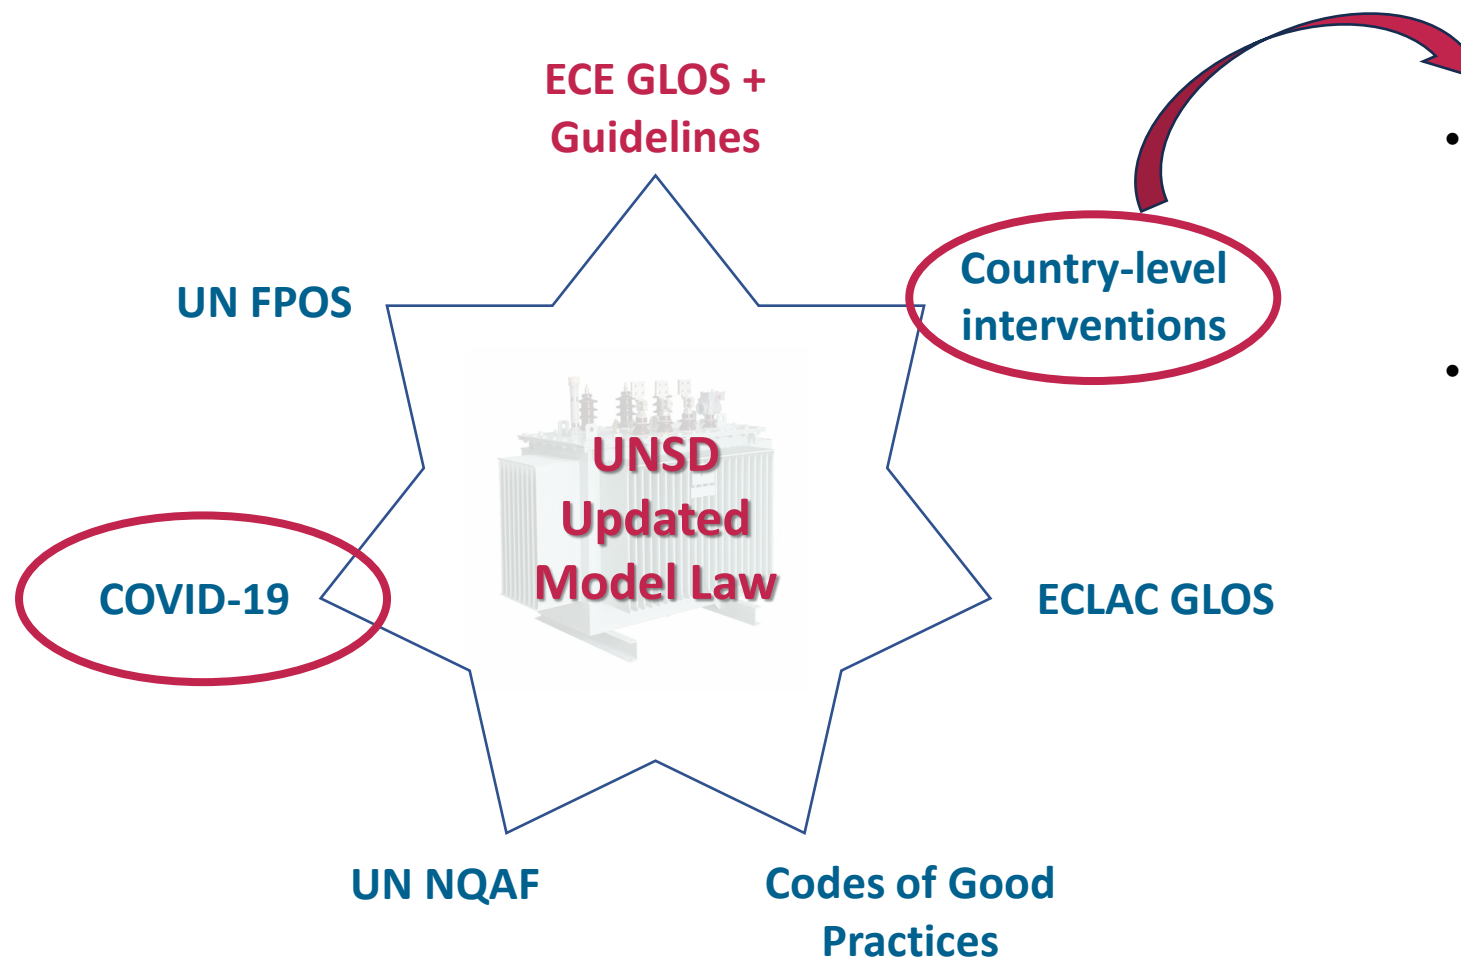 ECE GLOS +
Guidelines
Country-level
interventions
UN FPOS
UNSD
Updated
Model Law
COVID-19
ECLAC GLOS
UN NQAF
Codes of Good
Practices
•
•